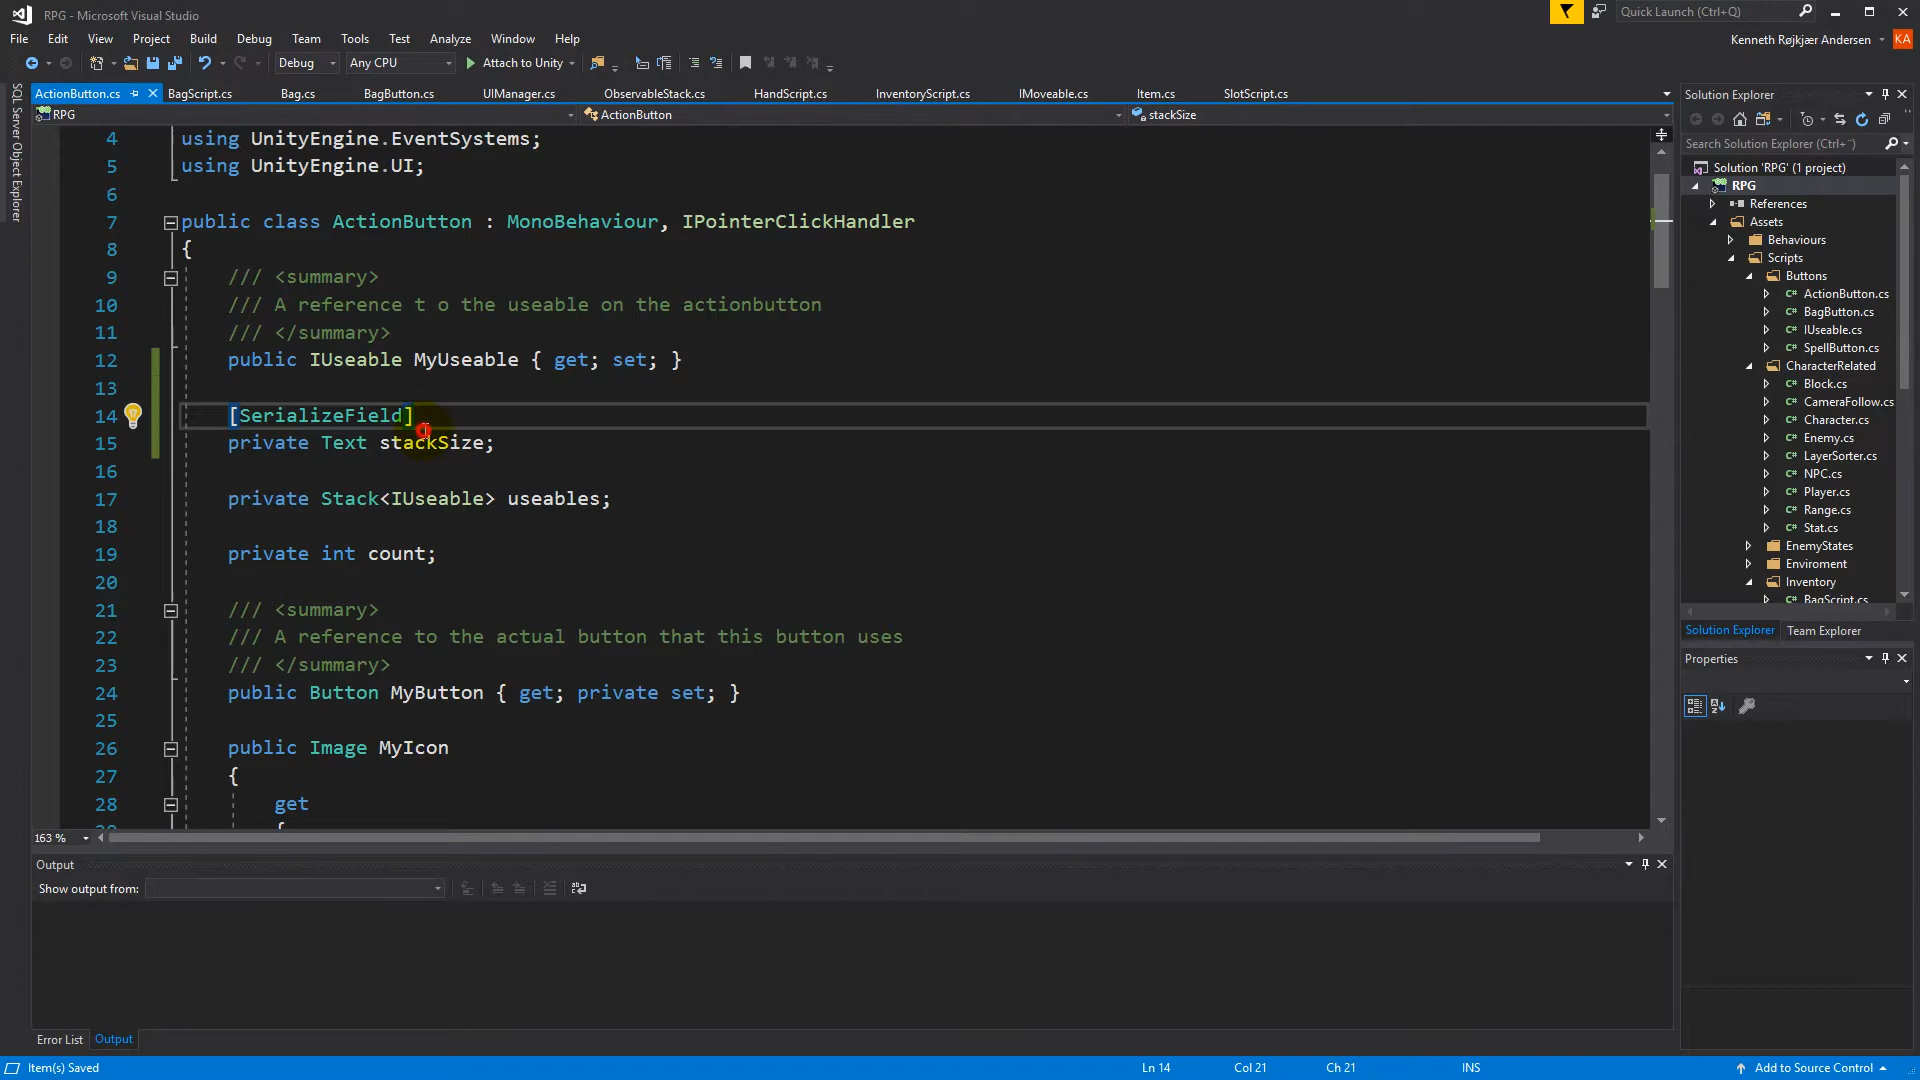 RPG - Microsoft Visual Studio
Quick Launch (Ctrl+Q)
File Edit View Project Build Debug Team Tools Test Analyze Window Help
Kenneth Røjkjær Andersen KA
Debug Any CPU Attach to Unity
ActionButton.cs BagScript.cs Bag.cs BagButton.cs UIManager.cs ObservableStack.cs HandScript.cs InventoryScript.cs IMoveable.cs Item.cs SlotScript.cs
RPG ActionButton stackSize
SQL Server Object Explorer
4 using UnityEngine.EventSystems;
5 using UnityEngine.UI;
6
7 public class ActionButton : MonoBehaviour, IPointerClickHandler
8 {
9 /// <summary>
10 /// A reference t o the useable on the actionbutton
11 /// </summary>
12 public IUseable MyUseable { get; set; }
13
14 [SerializeField]
15 private Text stackSize;
16
17 private Stack<IUseable> useables;
18
19 private int count;
20
21 /// <summary>
22 /// A reference to the actual button that this button uses
23 /// </summary>
24 public Button MyButton { get; private set; }
25
26 public Image MyIcon
27 {
28 get
{
163 %
Output
Show output from:
Error List Output
Item(s) Saved Ln 14 Col 21 Ch 21 INS Add to Source Control
Solution Explorer
Search Solution Explorer (Ctrl+¨)
Solution 'RPG' (1 project)
RPG
References
Assets
Behaviours
Scripts
Buttons
ActionButton.cs
BagButton.cs
IUseable.cs
SpellButton.cs
CharacterRelated
Block.cs
CameraFollow.cs
Character.cs
Enemy.cs
LayerSorter.cs
NPC.cs
Player.cs
Range.cs
Stat.cs
EnemyStates
Enviroment
Inventory
BagScript.cs
Solution Explorer Team Explorer
Properties